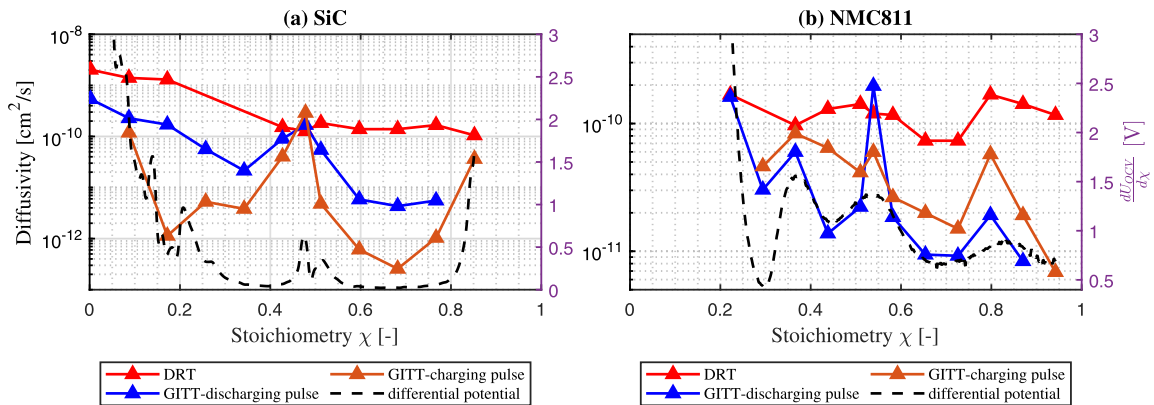 (a) SiC
(b) NMC811
Diffusivity [cm²/s]
10⁻⁸
10⁻¹⁰
10⁻¹²
3
2.5
2
1.5
1
0.5
0
0 0.2 0.4 0.6 0.8 1
Stoichiometry χ [-]
10⁻¹⁰
10⁻¹¹
3
2.5
2
1.5
1
0.5
dU_OCV/dχ [V]
0 0.2 0.4 0.6 0.8 1
Stoichiometry χ [-]
DRT GITT-charging pulse
GITT-discharging pulse differential potential
DRT GITT-charging pulse
GITT-discharging pulse differential potential